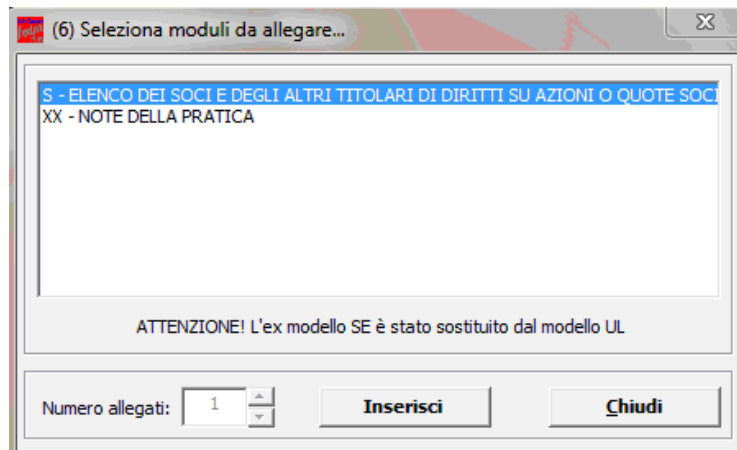 (6) Seleziona moduli da allegare...
S - ELENCO DEI SOCI E DEGLI ALTRI TITOLARI DI DIRITTI SU AZIONI O QUOTE SOCI
XX - NOTE DELLA PRATICA
ATTENZIONE! L'ex modello SE è stato sostituito dal modello UL
Numero allegati: 1 Inserisci Chiudi